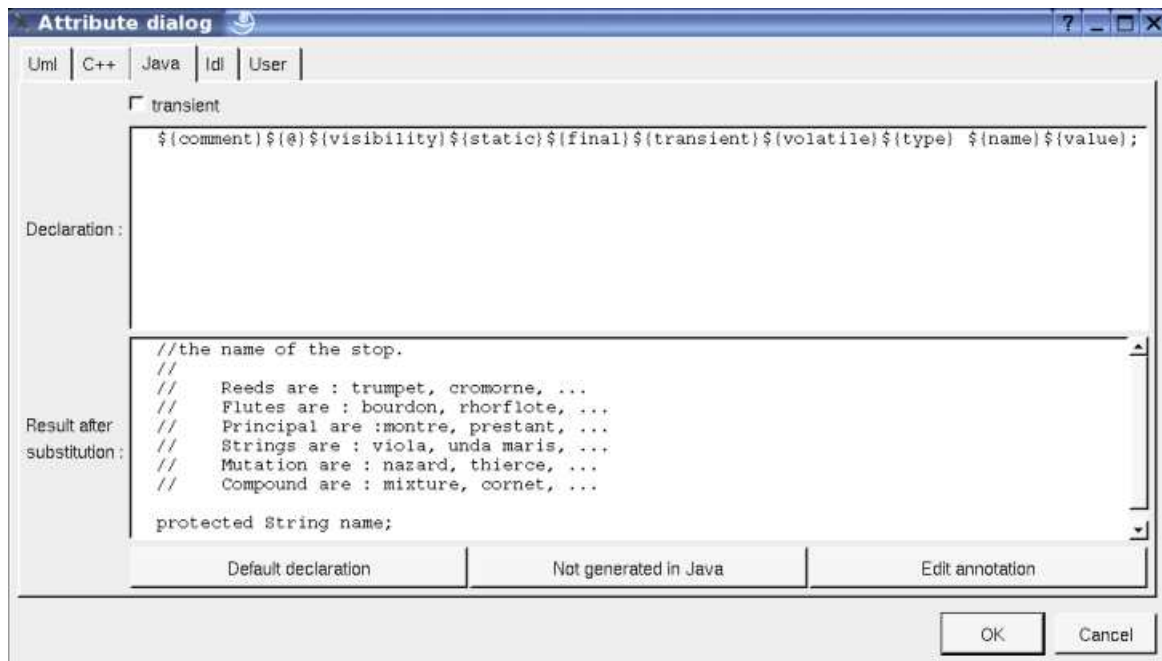 Attribute dialog
Uml C++ Java Idl User
transient
Declaration :
${comment}${@}${visibility}${static}${final}${transient}${volatile}${type} ${name}${value};
Result after
substitution :
//the name of the stop.
//
// Reeds are : trumpet, cromorne, ...
// Flutes are : bourdon, rhorflote, ...
// Principal are :montre, prestant, ...
// Strings are : viola, unda maris, ...
// Mutation are : nazard, thierce, ...
// Compound are : mixture, cornet, ...
protected String name;
Default declaration Not generated in Java Edit annotation
OK Cancel